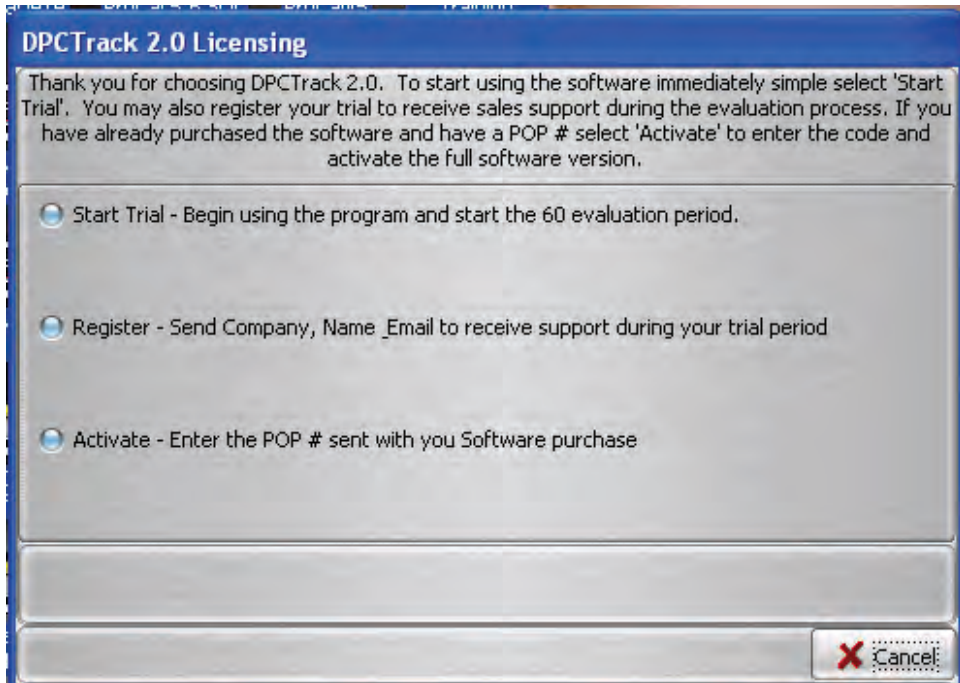 DPCTrack 2.0 Licensing
Thank you for choosing DPCTrack 2.0.  To start using the software immediately simple select 'Start
Trial'.  You may also register your trial to receive sales support during the evaluation process. If you
have already purchased the software and have a POP # select 'Activate' to enter the code and
activate the full software version.
Start Trial - Begin using the program and start the 60 evaluation period.
Register - Send Company, Name _Email to receive support during your trial period
Activate - Enter the POP # sent with you Software purchase
Cancel